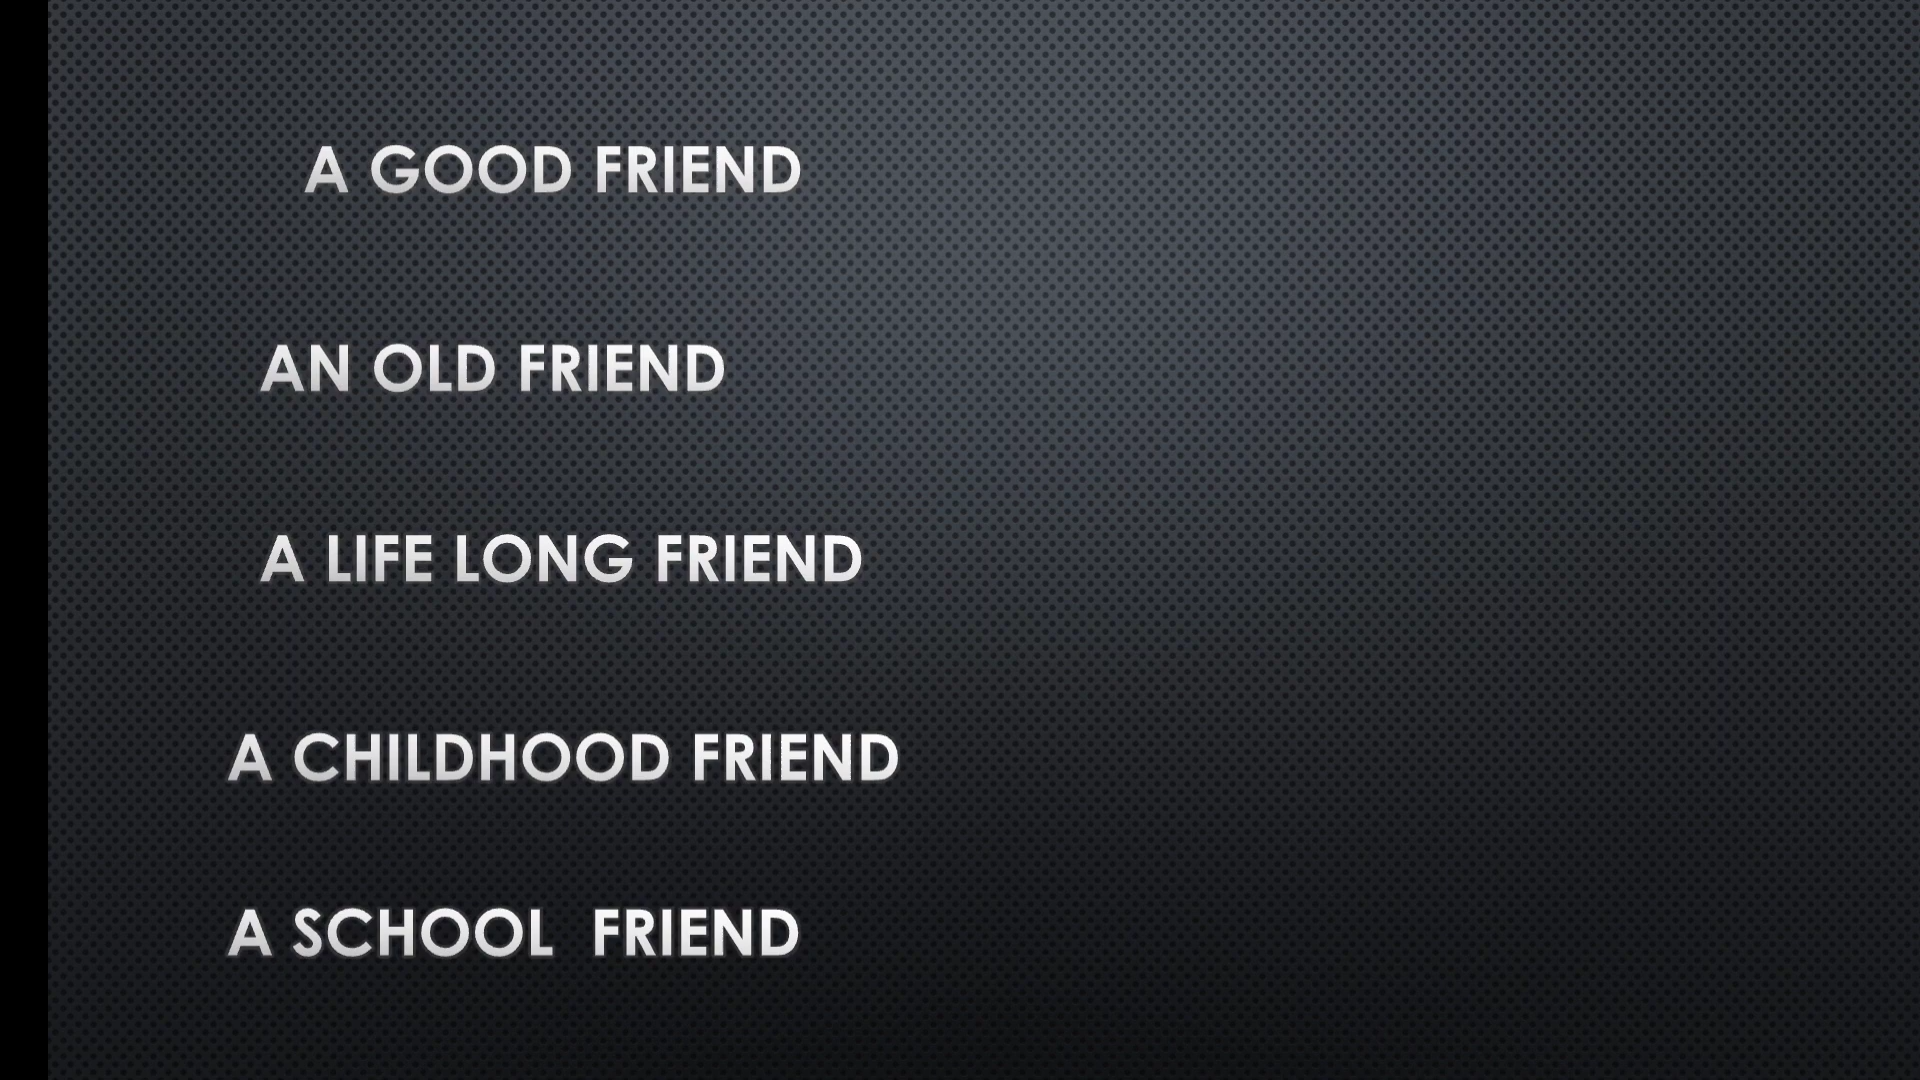 A GOOD FRIEND
AN OLD FRIEND
A LIFE LONG FRIEND
A CHILDHOOD FRIEND
A SCHOOL  FRIEND